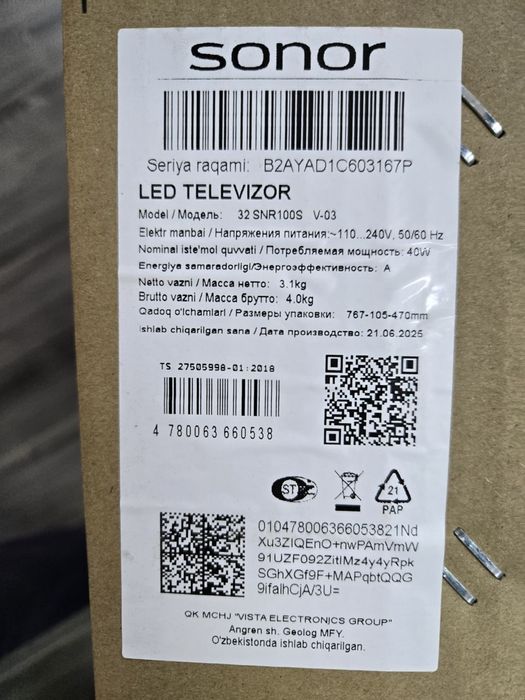 sonor
Seriya raqami: B2AYAD1C603167P
LED TELEVIZOR
Model / Модель: 32 SNR100S V-03
Elektr manbai / Напряжения питания:~110...240V, 50/60 Hz
Nominal iste'mol quvvati / Потребляемая мощность: 40W
Energiya samaradorligi/Энергоэффективность: A
Netto vazni / Масса нетто: 3.1kg
Brutto vazni / Масса брутто: 4.0kg
Qadoq o'lchamlari / Размеры упаковки: 767-105-470mm
Ishlab chiqarilgan sana / Дата производство: 21.06.2025
TS 27505998-01:2018
4 780063 660538
ST
21
PAP
010478006366053821Nd
Xu3ZIQEnO+nwPAmVmW
91UZF092ZitIMz4y4yRpk
SGhXGf9F+MAPqbtQQG
9ifalhCjA/3U=
QK MCHJ "VISTA ELECTRONICS GROUP"
Angren sh. Geolog MFY.
O'zbekistonda ishlab chiqarilgan.